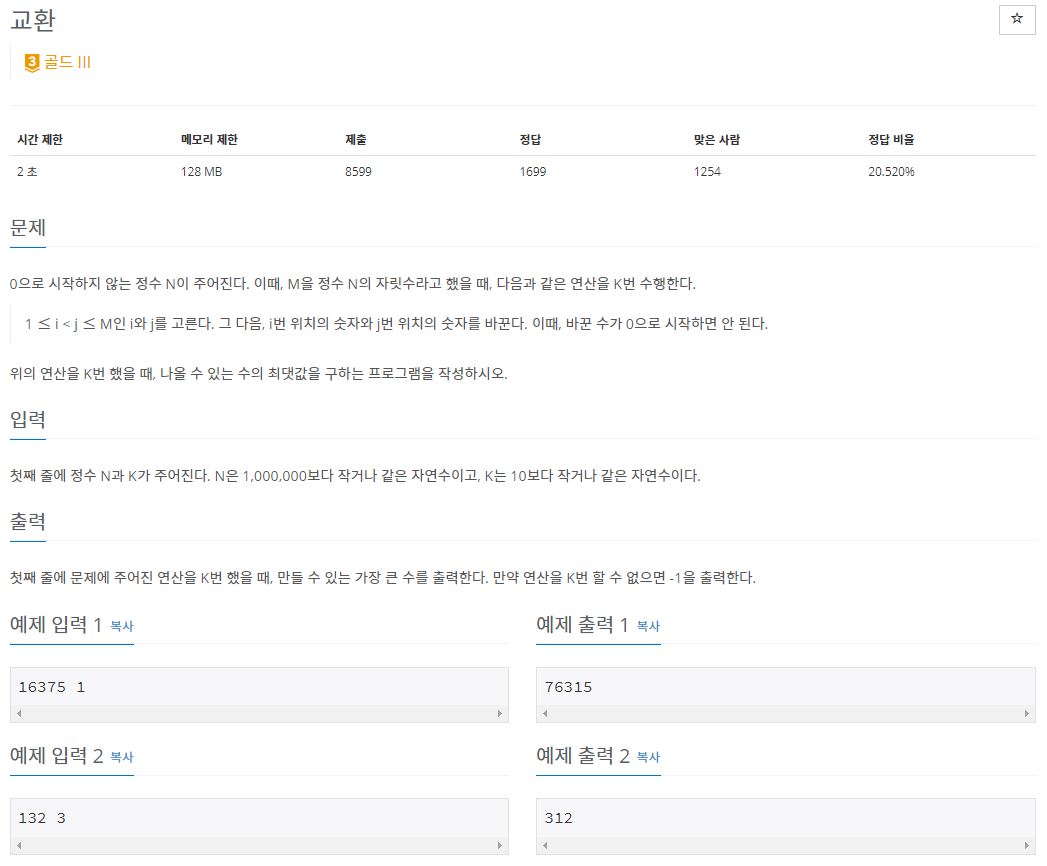 교환
☆
3 골드 III
시간 제한 메모리 제한 제출 정답 맞은 사람 정답 비율
2 초 128 MB 8599 1699 1254 20.520%
문제
0으로 시작하지 않는 정수 N이 주어진다. 이때, M을 정수 N의 자릿수라고 했을 때, 다음과 같은 연산을 K번 수행한다.
1 ≤ i < j ≤ M인 i와 j를 고른다. 그 다음, i번 위치의 숫자와 j번 위치의 숫자를 바꾼다. 이때, 바꾼 수가 0으로 시작하면 안 된다.
위의 연산을 K번 했을 때, 나올 수 있는 수의 최댓값을 구하는 프로그램을 작성하시오.
입력
첫째 줄에 정수 N과 K가 주어진다. N은 1,000,000보다 작거나 같은 자연수이고, K는 10보다 작거나 같은 자연수이다.
출력
첫째 줄에 문제에 주어진 연산을 K번 했을 때, 만들 수 있는 가장 큰 수를 출력한다. 만약 연산을 K번 할 수 없으면 -1을 출력한다.
예제 입력 1 복사
16375 1
예제 출력 1 복사
76315
예제 입력 2 복사
132 3
예제 출력 2 복사
312